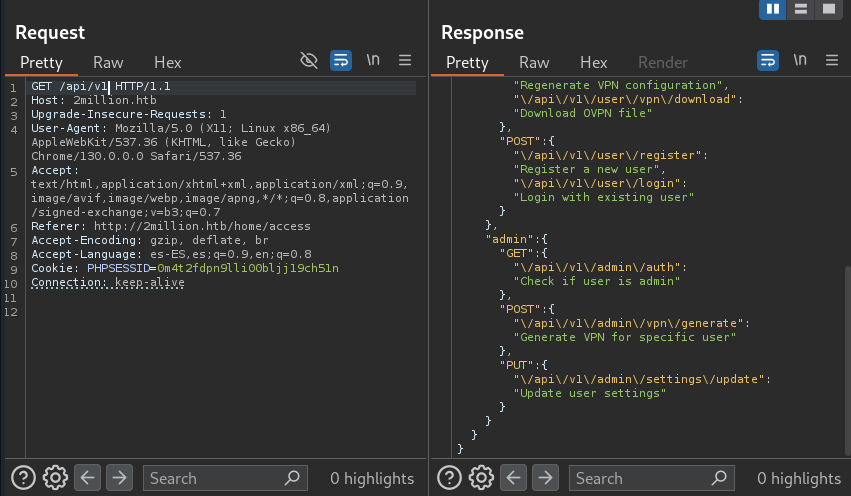 Request
Pretty Raw Hex \n
1 GET /api/v1 HTTP/1.1
2 Host: 2million.htb
3 Upgrade-Insecure-Requests: 1
4 User-Agent: Mozilla/5.0 (X11; Linux x86_64)
AppleWebKit/537.36 (KHTML, like Gecko)
Chrome/130.0.0.0 Safari/537.36
5 Accept:
text/html,application/xhtml+xml,application/xml;q=0.9,
image/avif,image/webp,image/apng,*/*;q=0.8,application
/signed-exchange;v=b3;q=0.7
6 Referer: http://2million.htb/home/access
7 Accept-Encoding: gzip, deflate, br
8 Accept-Language: es-ES,es;q=0.9,en;q=0.8
9 Cookie: PHPSESSID=0m4t2fdpn9lli00bljj19ch51n
10 Connection: keep-alive
11
12
Search
0 highlights
Response
Pretty Raw Hex Render \n
"Regenerate VPN configuration",
"\/api\/v1\/user\/vpn\/download":
"Download OVPN file"
},
"POST":{
"\/api\/v1\/user\/register":
"Register a new user",
"\/api\/v1\/user\/login":
"Login with existing user"
}
},
"admin":{
"GET":{
"\/api\/v1\/admin\/auth":
"Check if user is admin"
},
"POST":{
"\/api\/v1\/admin\/vpn\/generate":
"Generate VPN for specific user"
},
"PUT":{
"\/api\/v1\/admin\/settings\/update":
"Update user settings"
}
}
}
}
Search
0 highlights